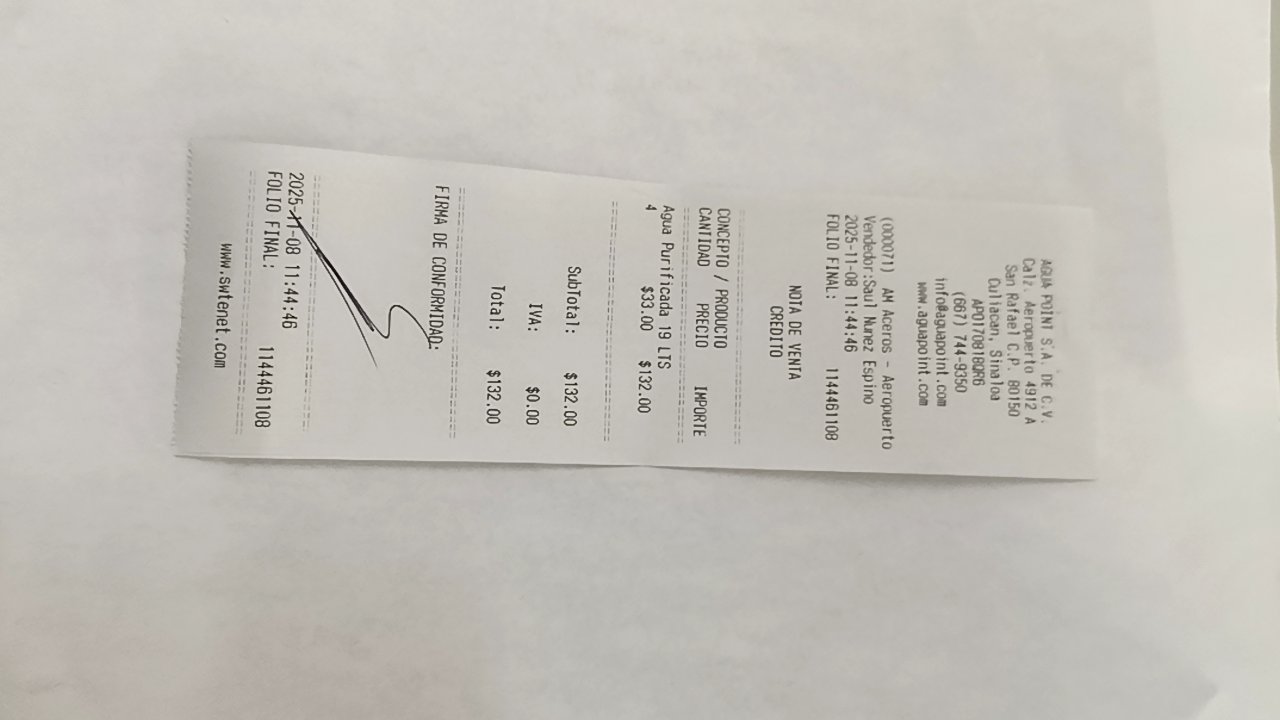 AGUA POINT S.A. DE C.V.
Calz. Aeropuerto 4912 A
San Rafael C.P. 80150
Culiacan, Sinaloa
APO170818QR6
(667) 744-9350
info@aguapoint.com
www.aguapoint.com
(000071) AM Aceros - Aeropuerto
Vendedor:Saul Nunez Espino
2025-11-08 11:44:46
FOLIO FINAL: 1144461108
NOTA DE VENTA
CREDITO
CONCEPTO / PRODUCTO
CANTIDAD PRECIO IMPORTE
Agua Purificada 19 LTS
4 $33.00 $132.00
SubTotal: $132.00
IVA: $0.00
Total: $132.00
FIRMA DE CONFORMIDAD:
2025-11-08 11:44:46
FOLIO FINAL: 1144461108
www.swtenet.com